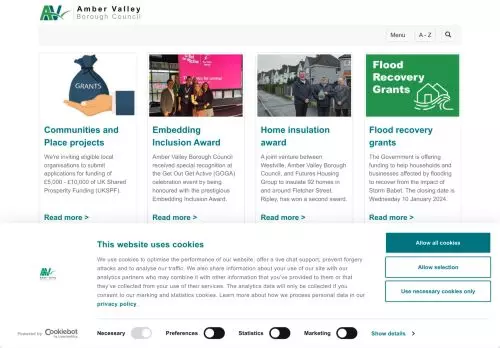 Amber Valley
Borough Council
Menu
A - Z
GRANTS
Flood
Recovery
Grants
Communities and
Place projects
We're inviting eligible local
organisations to submit
applications for funding of
£5,000 - £10,000 of UK Shared
Prosperity Funding (UKSPF).
Read more >
Embedding
Inclusion Award
Amber Valley Borough Council
received special recognition at
the Get Out Get Active (GOGA)
celebration event by being
honoured with the prestigious
Embedding Inclusion Award.
Read more >
Home insulation
award
A joint venture between
Westville, Amber Valley Borough
Council, and Futures Housing
Group to insulate 92 homes in
and around Fletcher Street
Ripley, has won a second award.
Read more >
Flood recovery
grants
The Government is offering
funding to help households and
businesses affected by flooding
to recover from the impact of
Storm Babet. The closing date is
Wednesday 10 January 2024.
Read more >
This website uses cookies
We use cookies to optimise the performance of our website, offer a live chat support, prevent forgery
attacks and to analyse our traffic. We also share information about your use of our site with our
analytics partners who may combine it with other information that you've provided to them or that
they've collected from your use of their services. The analytics data will only be collected if you
consent to our marking and statistics cookies. Learn more about how we process personal data in our
privacy policy.
Allow all cookies
Allow selection
Use necessary cookies only
Powered by
Cookiebot
Necessary
Preferences
Statistics
Marketing
Show details >